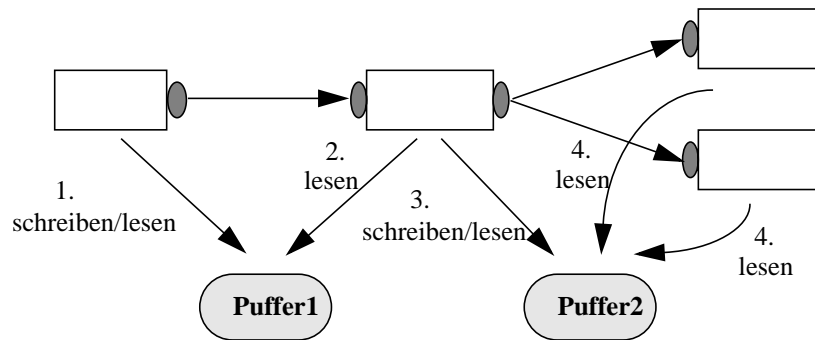 1.
schreiben/lesen
2.
lesen
3.
schreiben/lesen
4.
lesen
4.
lesen
Puffer1
Puffer2